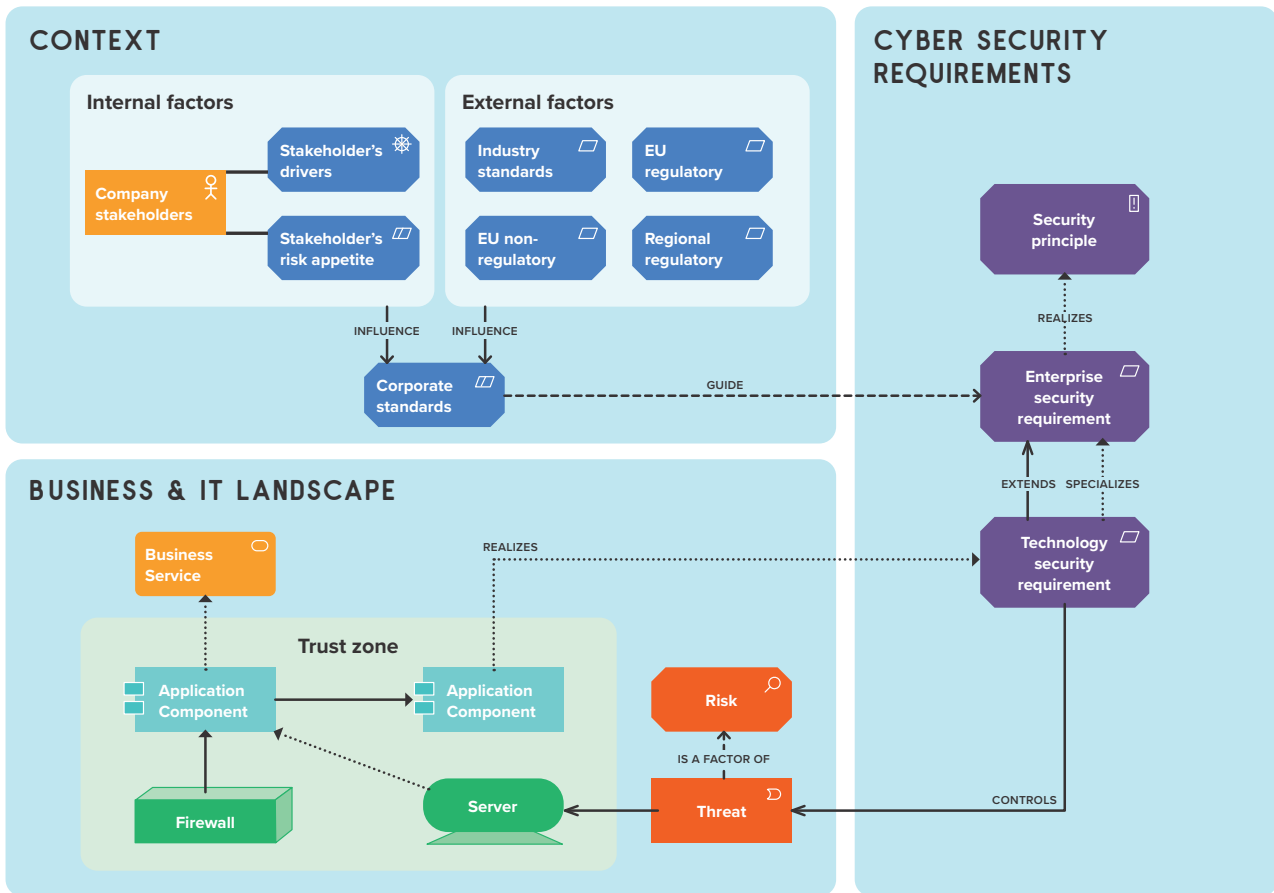 CONTEXT
Internal factors
Company
stakeholders
Stakeholder's
drivers
Stakeholder's
risk appetite
External factors
Industry
standards
EU
regulatory
EU non-
regulatory
Regional
regulatory
INFLUENCE
INFLUENCE
Corporate
standards
GUIDE
CYBER SECURITY
REQUIREMENTS
Security
principle
REALIZES
Enterprise
security
requirement
EXTENDS
SPECIALIZES
Technology
security
requirement
CONTROLS
BUSINESS & IT LANDSCAPE
Business
Service
REALIZES
Trust zone
Application
Component
Application
Component
Firewall
Server
Risk
IS A FACTOR OF
Threat